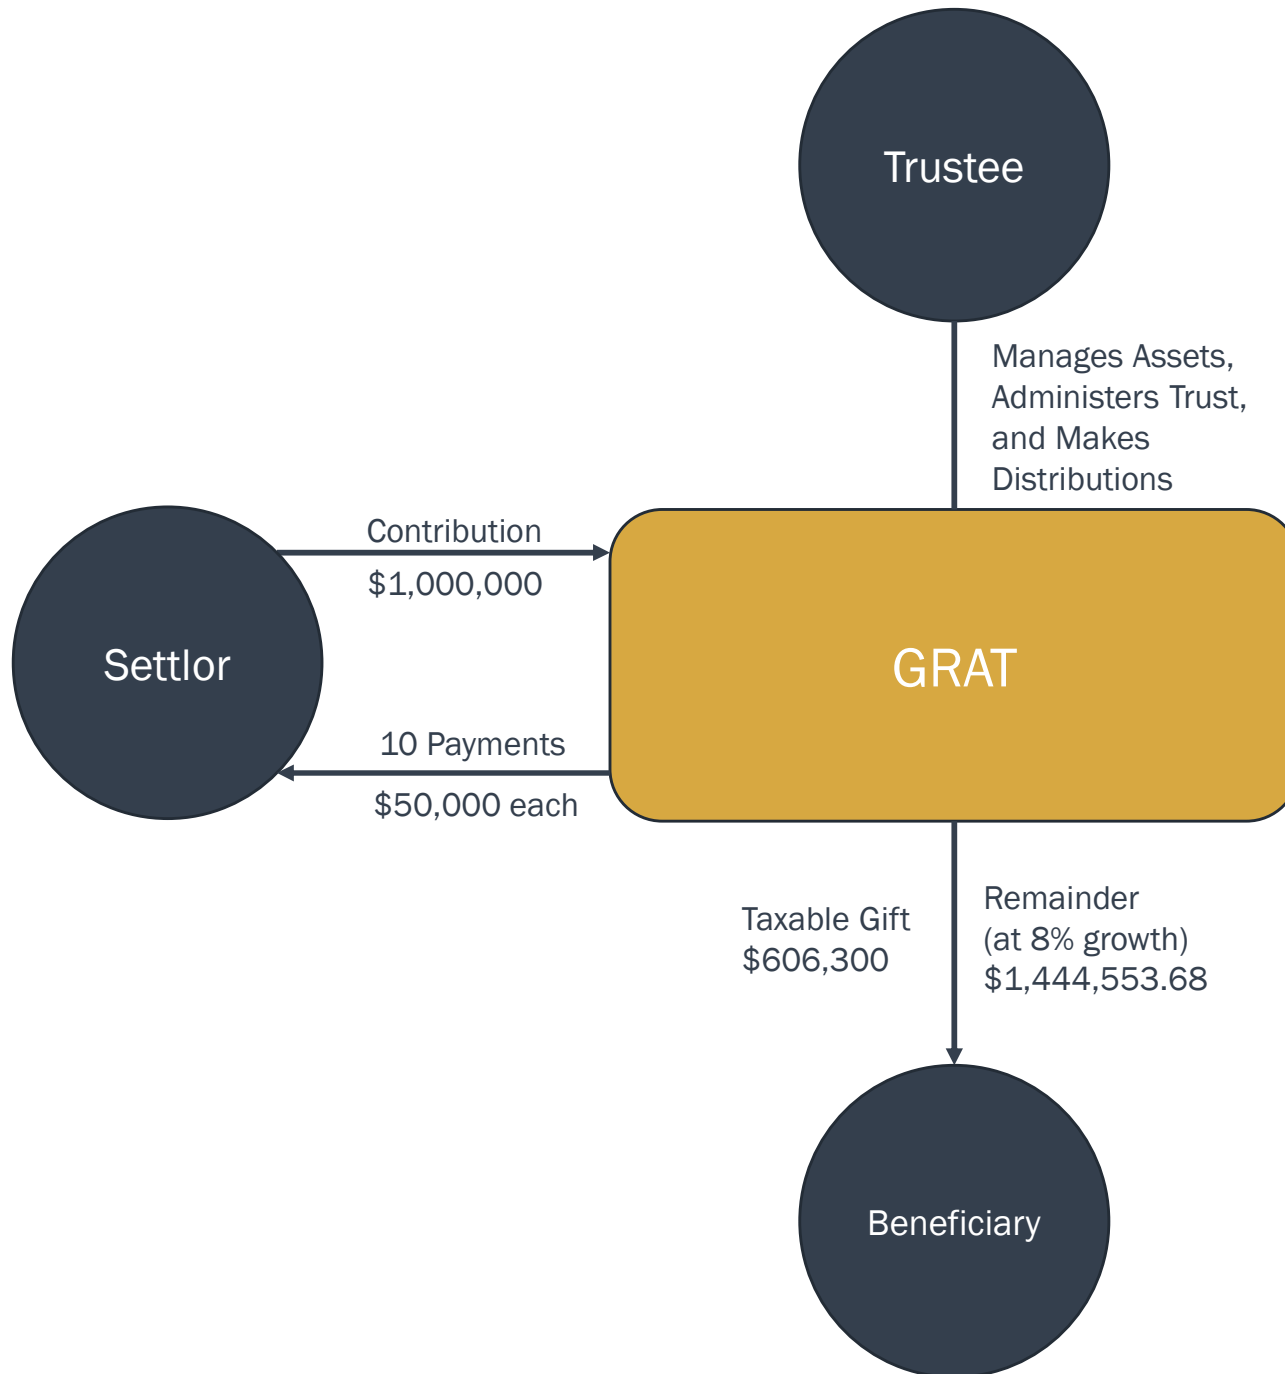 Trustee
Manages Assets,
Administers Trust,
and Makes
Distributions
Contribution
$1,000,000
Settlor
GRAT
10 Payments
$50,000 each
Taxable Gift
$606,300
Remainder
(at 8% growth)
$1,444,553.68
Beneficiary